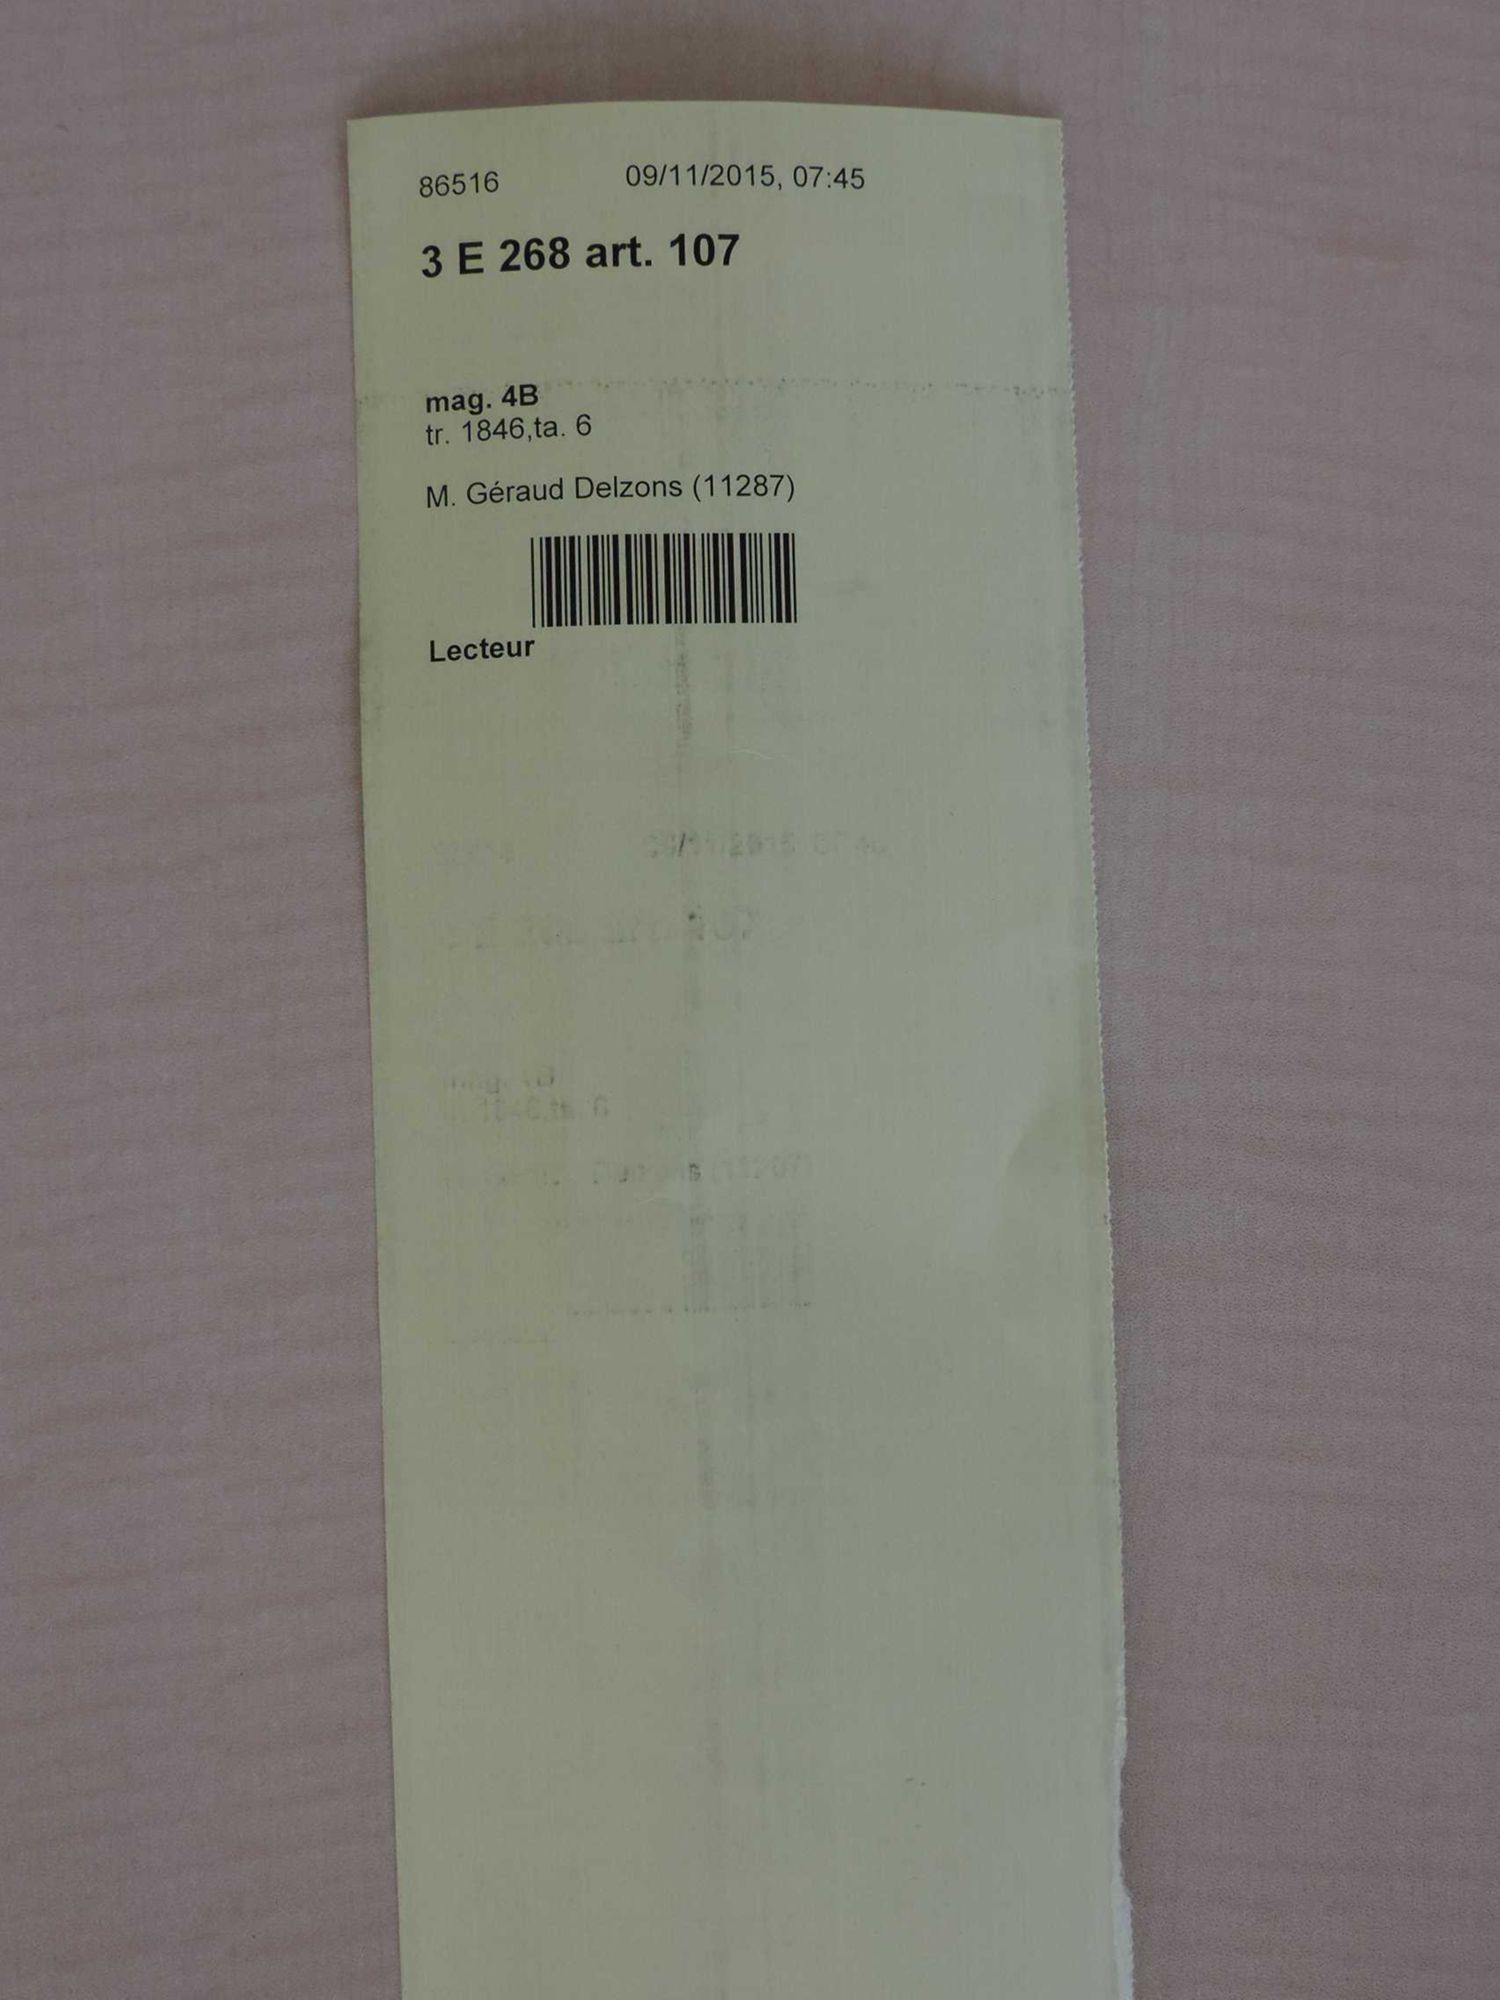 86516 09/11/2015, 07:45
3 E 268 art. 107
mag. 4B
tr. 1846,ta. 6
M. Géraud Delzons (11287)
Lecteur